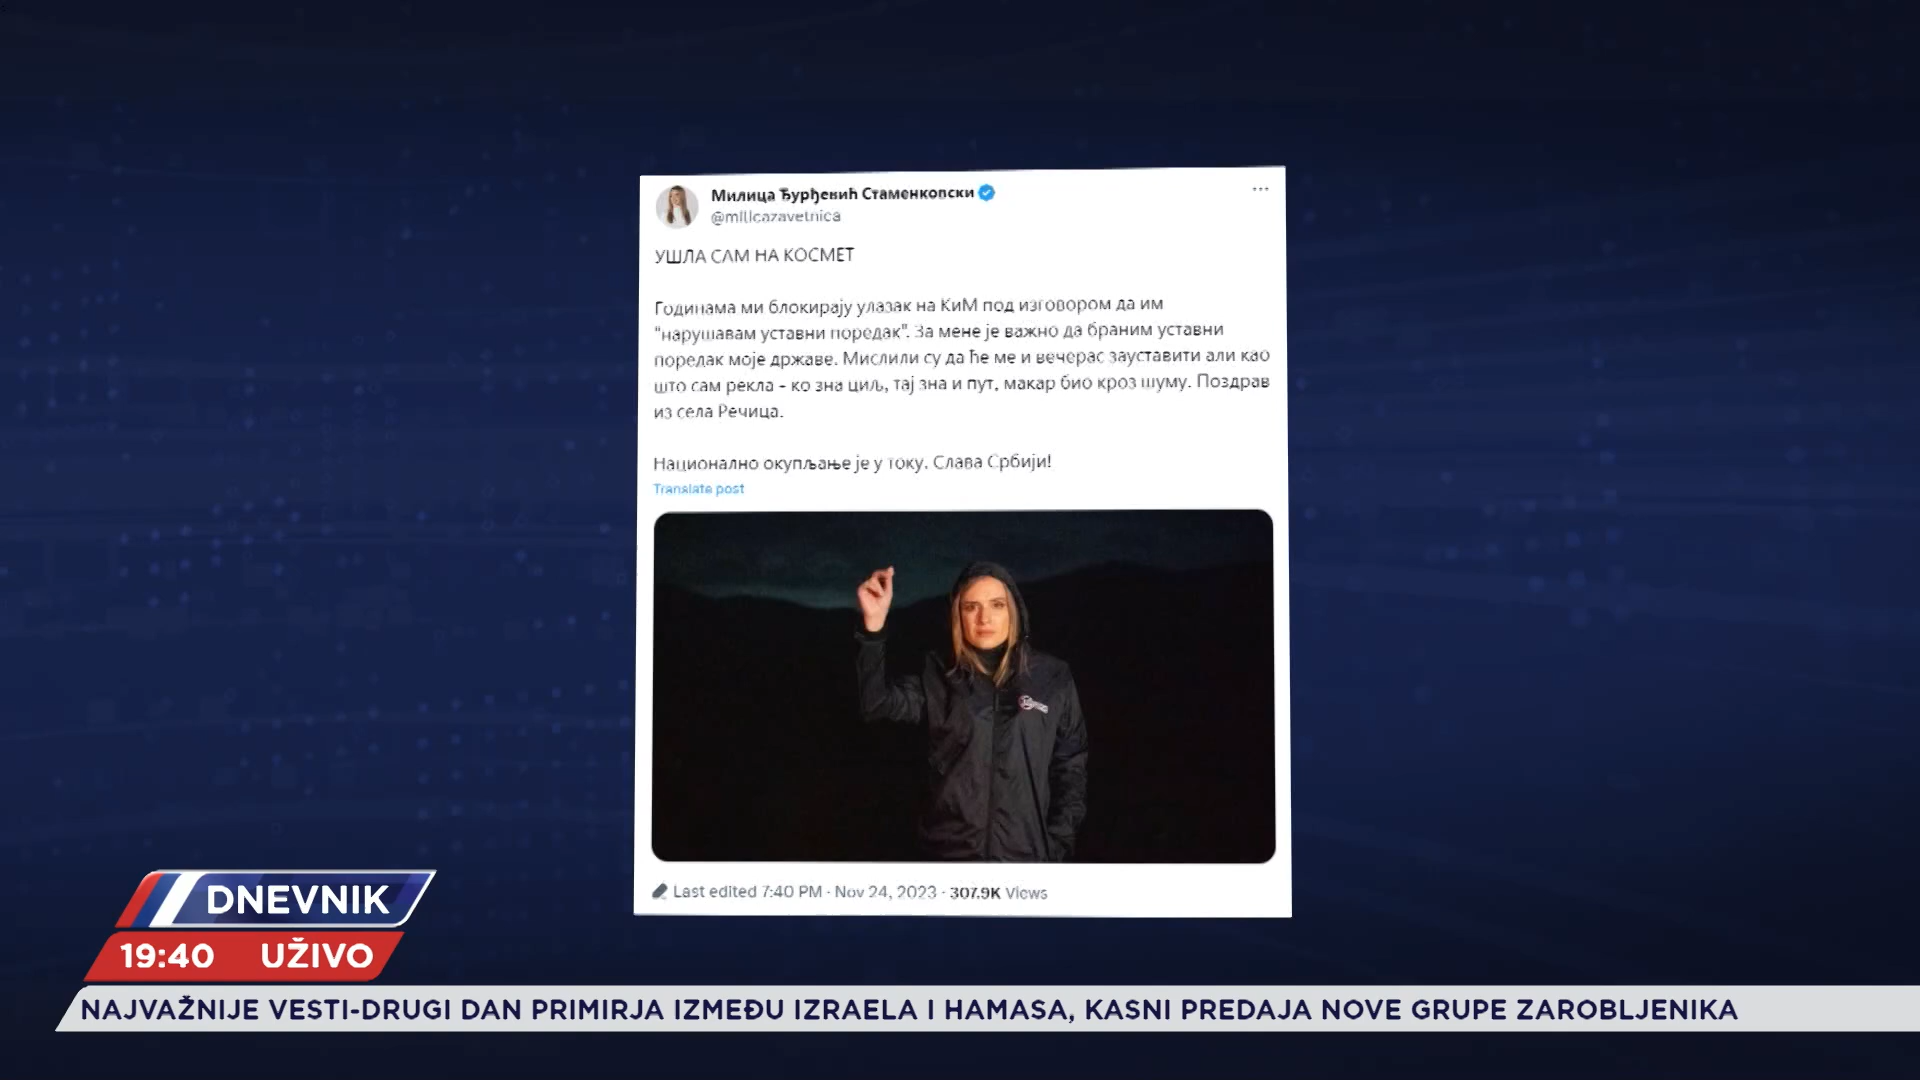 Милица Ђурђевић Стаменковски
@milicazavetnica
УШЛА САМ НА КОСМЕТ
Годинама ми блокирају улазак на КиМ под изговором да им
"нарушавам уставни поредак". За мене је важно да браним уставни
поредак моје државе. Мислили су да ће ме и вечерас зауставити али као
што сам рекла - ко зна циљ, тај зна и пут, макар био кроз шуму. Поздрав
из села Речица.
Национално окупљање је у току. Слава Србији!
Translate post
Last edited 7:40 PM · Nov 24, 2023 · 307.9K Views
DNEVNIK
19:40 UŽIVO
NAJVAŽNIJE VESTI-DRUGI DAN PRIMIRJA IZMEĐU IZRAELA I HAMASA, KASNI PREDAJA NOVE GRUPE ZAROBLJENIKA